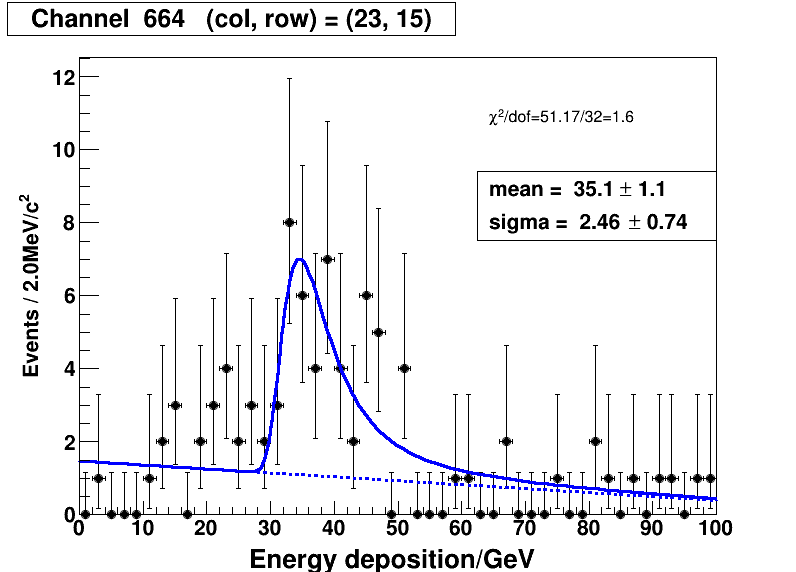 Channel  664   (col, row) = (23, 15)
χ²/dof=51.17/32=1.6
mean =  35.1 ± 1.1
sigma =  2.46 ± 0.74
Events / 2.0MeV/c²
12
10
8
6
4
2
0
0 10 20 30 40 50 60 70 80 90 100
Energy deposition/GeV